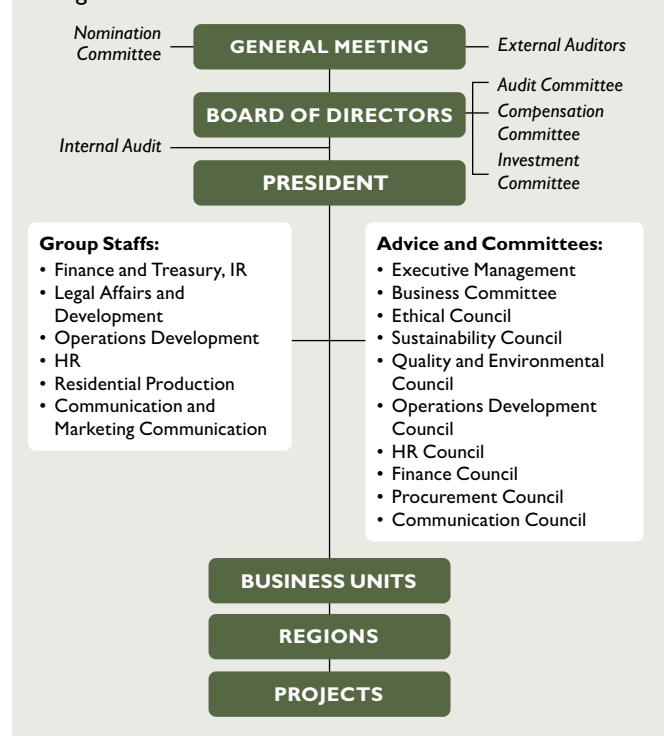 Nomination
Committee
GENERAL MEETING
External Auditors
BOARD OF DIRECTORS
Audit Committee
Compensation
Committee
Investment
Committee
Internal Audit
PRESIDENT
Group Staffs:
• Finance and Treasury, IR
• Legal Affairs and
Development
• Operations Development
• HR
• Residential Production
• Communication and
Marketing Communication
Advice and Committees:
• Executive Management
• Business Committee
• Ethical Council
• Sustainability Council
• Quality and Environmental
Council
• Operations Development
Council
• HR Council
• Finance Council
• Procurement Council
• Communication Council
BUSINESS UNITS
REGIONS
PROJECTS